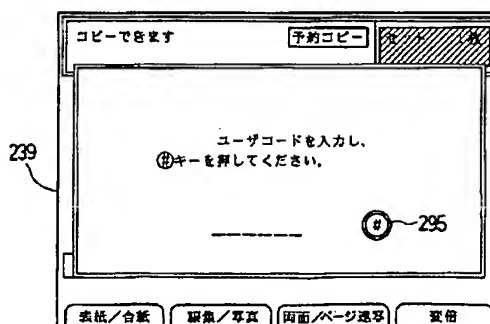 コピーできます 予約コピー
ユーザコードを入力し、
#キーを押してください。
239
# 295
表紙/合紙 編集/写真 両面/ページ連写 変倍